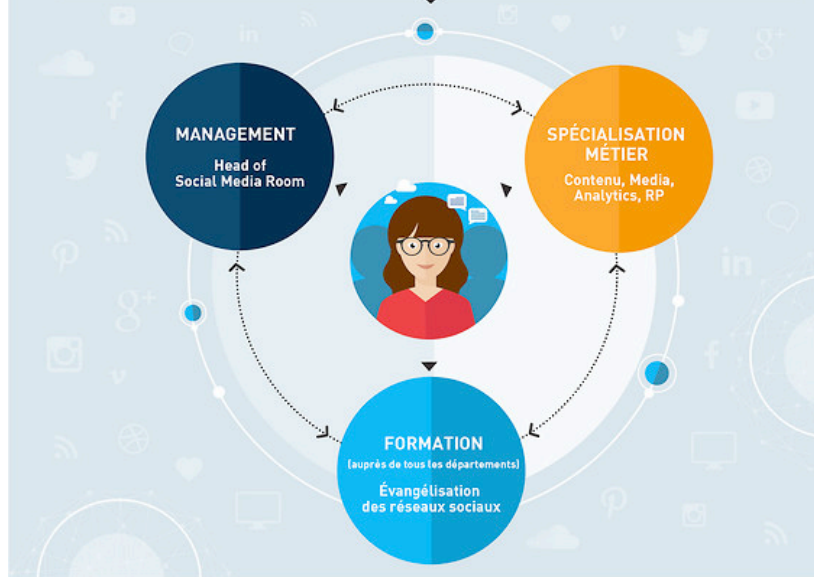 MANAGEMENT
Head of
Social Media Room
SPÉCIALISATION
MÉTIER
Contenu, Media,
Analytics, RP
FORMATION
(auprès de tous les départements)
Évangélisation
des réseaux sociaux